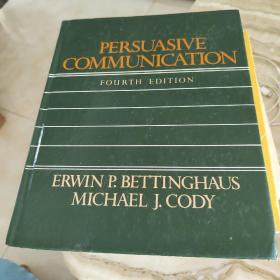 PERSUASIVE
COMMUNICATION
FOURTH EDITION
ERWIN P. BETTINGHAUS
MICHAEL J. CODY